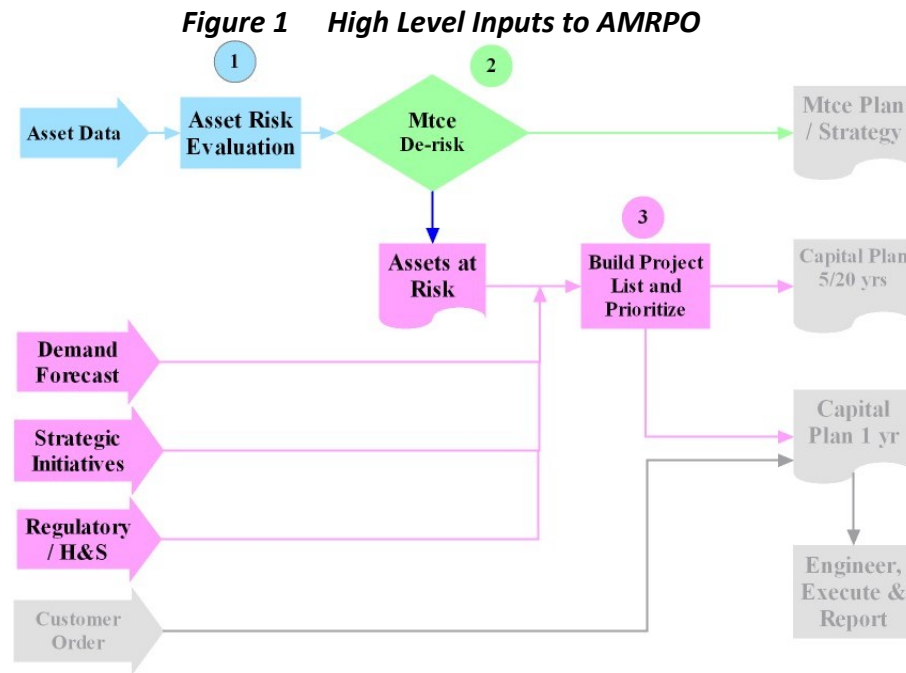 Figure 1 High Level Inputs to AMRPO
1
2
Asset Data
Asset Risk
Evaluation
Mtce
De-risk
Mtce Plan
/ Strategy
3
Assets at
Risk
Build Project
List and
Prioritize
Capital Plan
5/20 yrs
Demand
Forecast
Strategic
Initiatives
Capital
Plan 1 yr
Regulatory
/ H&S
Engineer,
Execute &
Report
Customer
Order